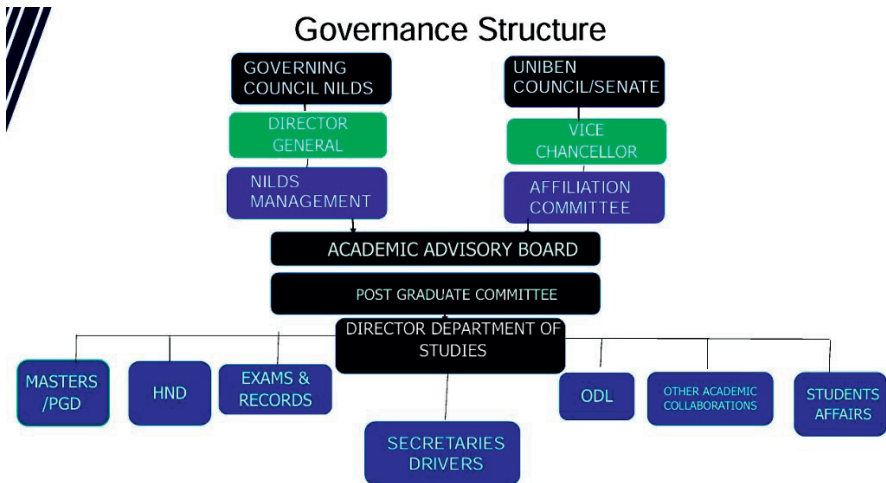 Governance Structure
GOVERNING
COUNCIL NILDS
UNIBEN
COUNCIL/SENATE
DIRECTOR
GENERAL
VICE
CHANCELLOR
NILDS
MANAGEMENT
AFFILIATION
COMMITTEE
ACADEMIC ADVISORY BOARD
POST GRADUATE COMMITTEE
DIRECTOR DEPARTMENT OF
STUDIES
MASTERS
/PGD
HND
EXAMS &
RECORDS
SECRETARIES
DRIVERS
ODL
OTHER ACADEMIC
COLLABORATIONS
STUDENTS
AFFAIRS